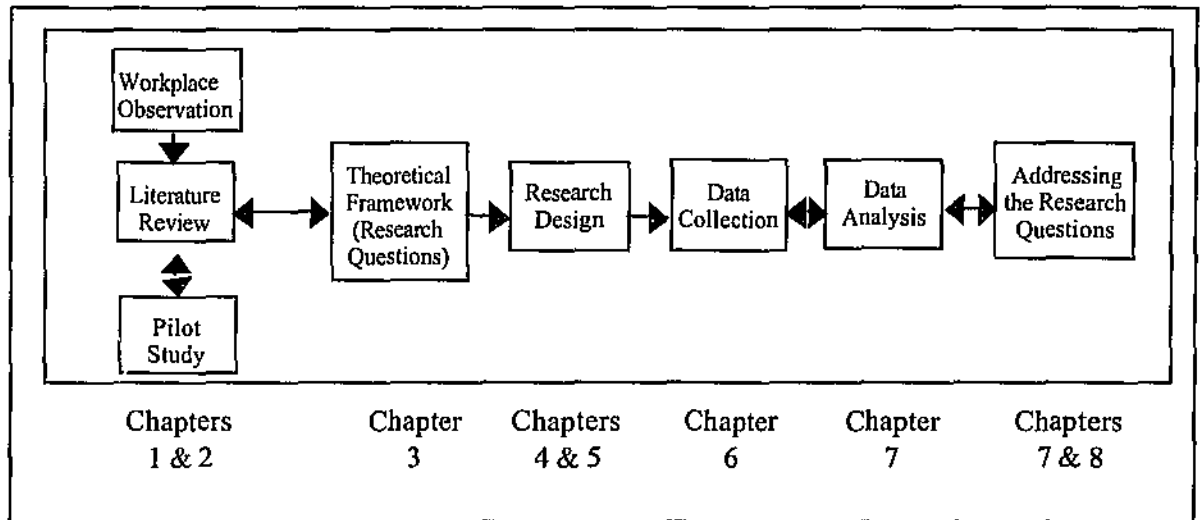 Workplace
Observation
Literature
Review
Pilot
Study
Theoretical
Framework
(Research
Questions)
Research
Design
Data
Collection
Data
Analysis
Addressing
the Research
Questions
Chapters
1 & 2
Chapter
3
Chapters
4 & 5
Chapter
6
Chapter
7
Chapters
7 & 8